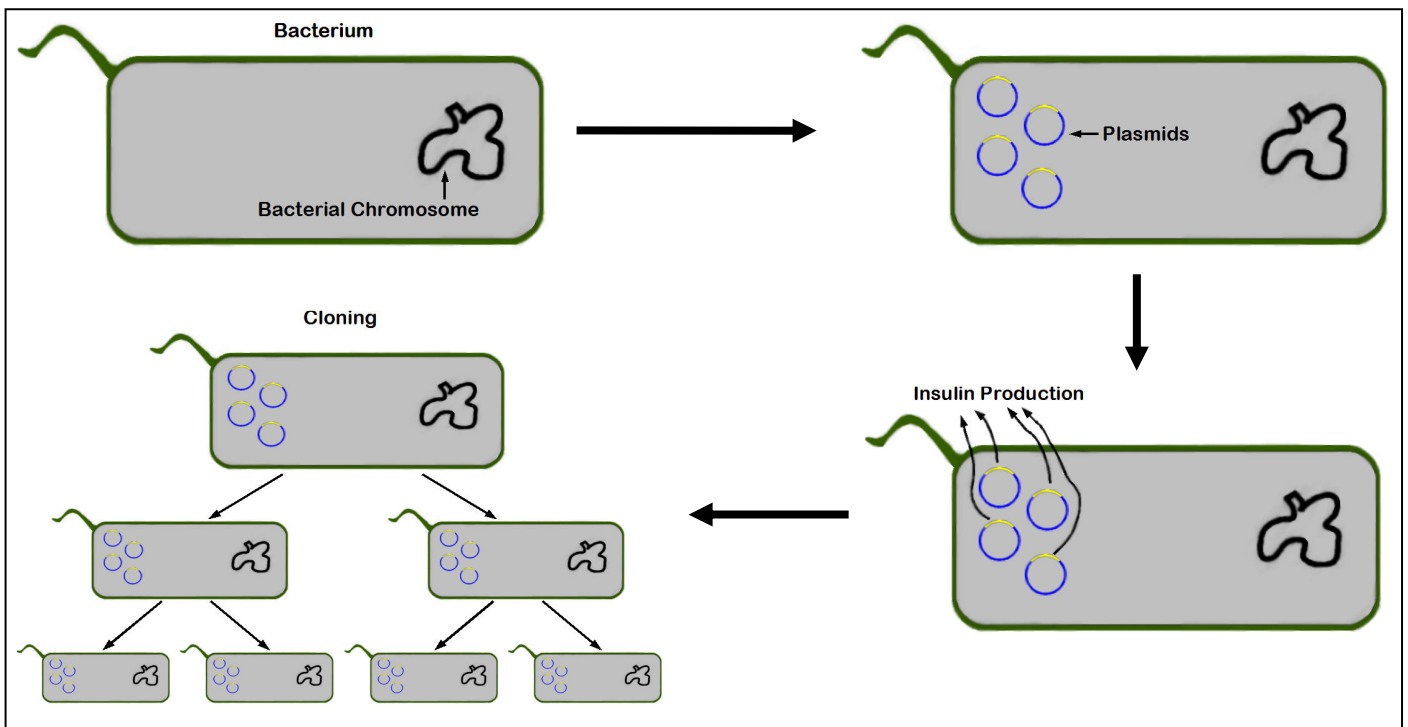 Bacterium
Bacterial Chromosome
Plasmids
Insulin Production
Cloning